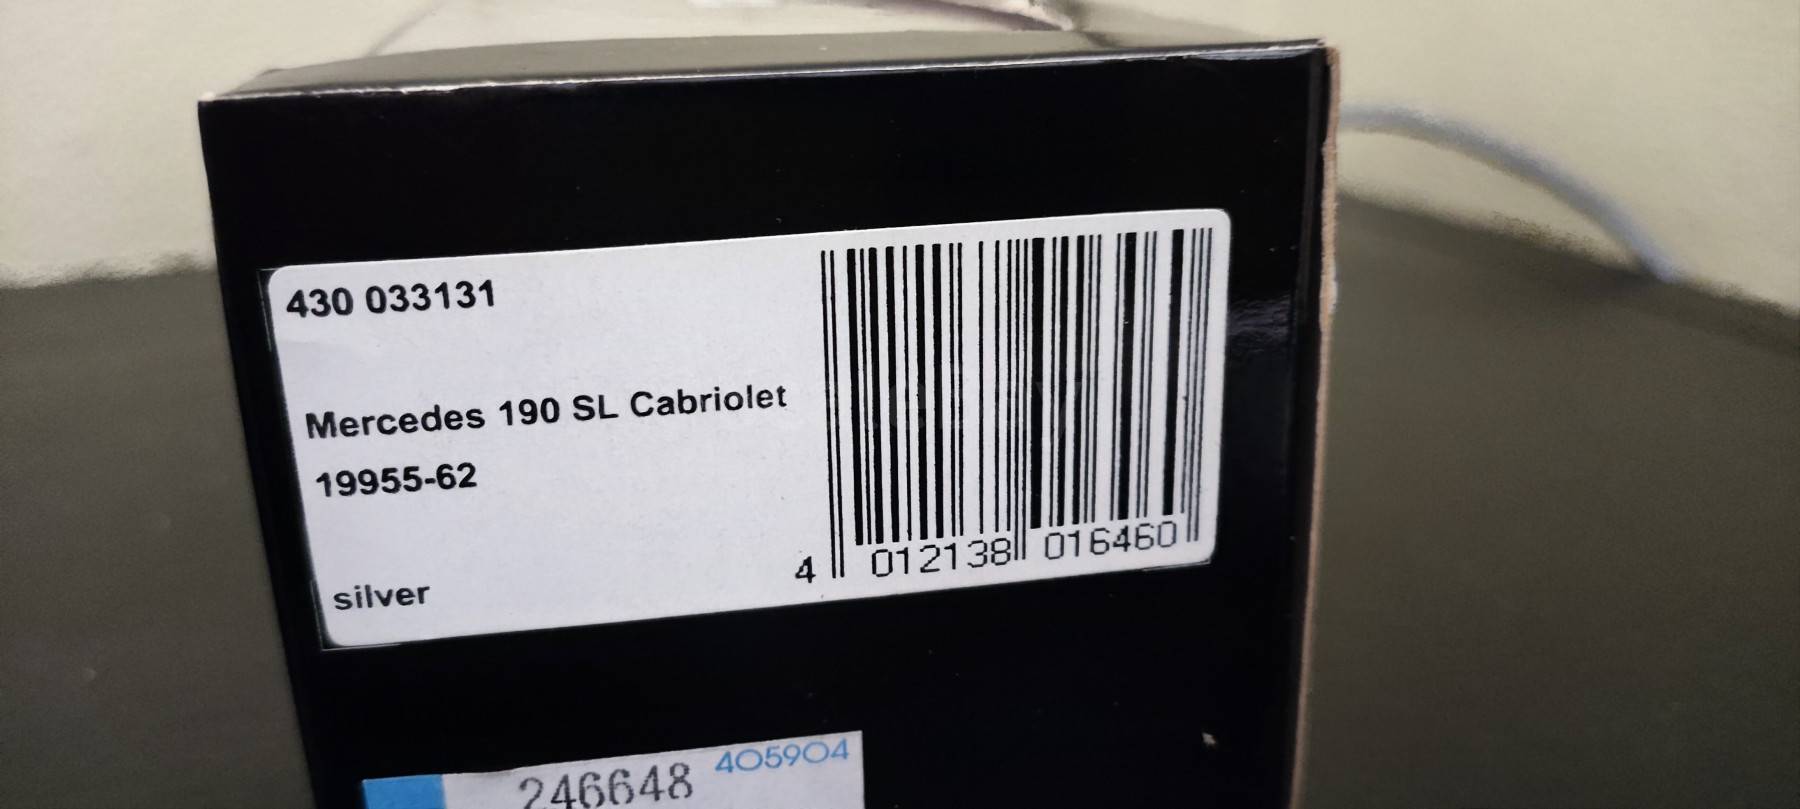 430 033131
Mercedes 190 SL Cabriolet
19955-62
silver
4 012138 016460
405904
246648